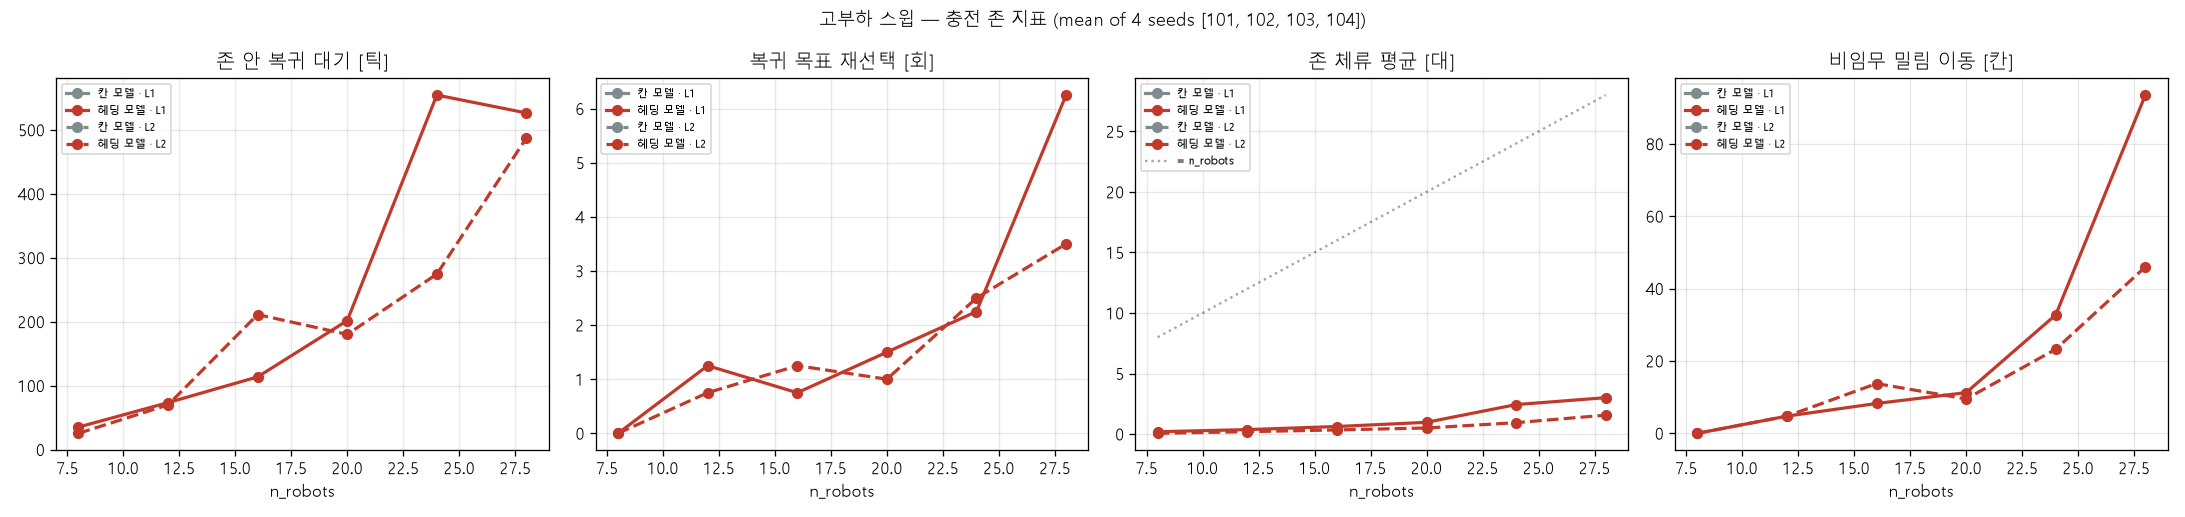 고부하 스윕 — 충전 존 지표 (mean of 4 seeds [101, 102, 103, 104])
존 안 복귀 대기 [틱]
칸 모델 · L1
헤딩 모델 · L1
칸 모델 · L2
헤딩 모델 · L2
500
400
300
200
100
0
7.5 10.0 12.5 15.0 17.5 20.0 22.5 25.0 27.5
n_robots
복귀 목표 재선택 [회]
칸 모델 · L1
헤딩 모델 · L1
칸 모델 · L2
헤딩 모델 · L2
6
5
4
3
2
1
0
7.5 10.0 12.5 15.0 17.5 20.0 22.5 25.0 27.5
n_robots
존 체류 평균 [대]
칸 모델 · L1
헤딩 모델 · L1
칸 모델 · L2
헤딩 모델 · L2
= n_robots
25
20
15
10
5
0
7.5 10.0 12.5 15.0 17.5 20.0 22.5 25.0 27.5
n_robots
비임무 밀림 이동 [칸]
칸 모델 · L1
헤딩 모델 · L1
칸 모델 · L2
헤딩 모델 · L2
80
60
40
20
0
7.5 10.0 12.5 15.0 17.5 20.0 22.5 25.0 27.5
n_robots